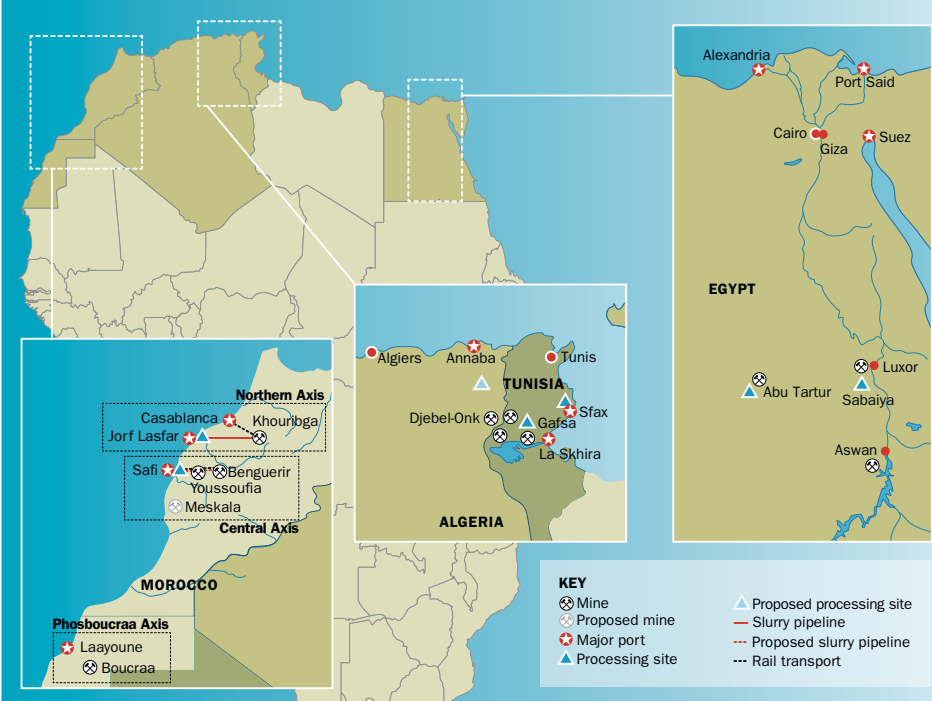 Alexandria
Port Said
Cairo
Giza
Suez
EGYPT
Luxor
Abu Tartur
Sabaiya
Aswan
Algiers
Annaba
Tunis
TUNISIA
Djebel-Onk
Gafsa
Sfax
La Skhira
ALGERIA
Northern Axis
Casablanca
Khouribga
Jorf Lasfar
Safi
Benguerir
Youssoufia
Meskala
Central Axis
MOROCCO
Phosboucraa Axis
Laayoune
Boucraa
KEY
Mine
Proposed mine
Major port
Processing site
Proposed processing site
Slurry pipeline
Proposed slurry pipeline
Rail transport